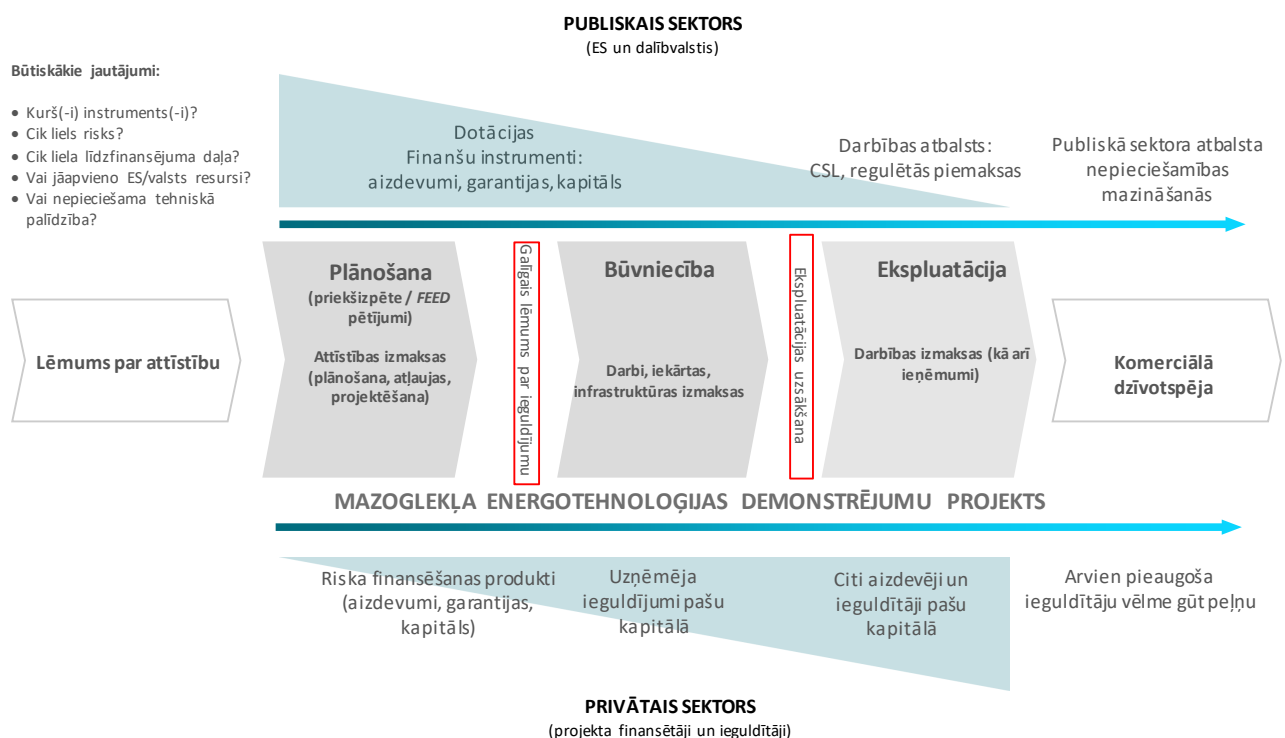 PUBLISKAIS SEKTORS
(ES un dalībvalstis)
Būtiskākie jautājumi:
• Kurš(-i) instruments(-i)?
• Cik liels risks?
• Cik liela līdzfinansējuma daļa?
• Vai jāapvieno ES/valsts resursi?
• Vai nepieciešama tehniskā
palīdzība?
Dotācijas
Finanšu instrumenti:
aizdevumi, garantijas, kapitāls
Darbības atbalsts:
CSL, regulētās piemaksas
Publiskā sektora atbalsta
nepieciešamības
mazināšanās
Lēmums par attīstību
Plānošana
(priekšizpēte / FEED
pētījumi)
Attīstības izmaksas
(plānošana, atļaujas,
projektēšana)
Galīgais lēmums par ieguldījumu
Būvniecība
Darbi, iekārtas,
infrastruktūras izmaksas
Ekspluatācijas uzsākšana
Ekspluatācija
Darbības izmaksas (kā arī
ieņēmumi)
Komerciālā
dzīvotspēja
MAZOGLEKĻA ENERGOTEHNOLOĢIJAS DEMONSTRĒJUMU PROJEKTS
Riska finansēšanas produkti
(aizdevumi, garantijas,
kapitāls)
Uzņēmēja
ieguldījumi pašu
kapitālā
Citi aizdevēji un
ieguldītāji pašu
kapitālā
Arvien pieaugoša
ieguldītāju vēlme gūt peļņu
PRIVĀTAIS SEKTORS
(projekta finansētāji un ieguldītāji)